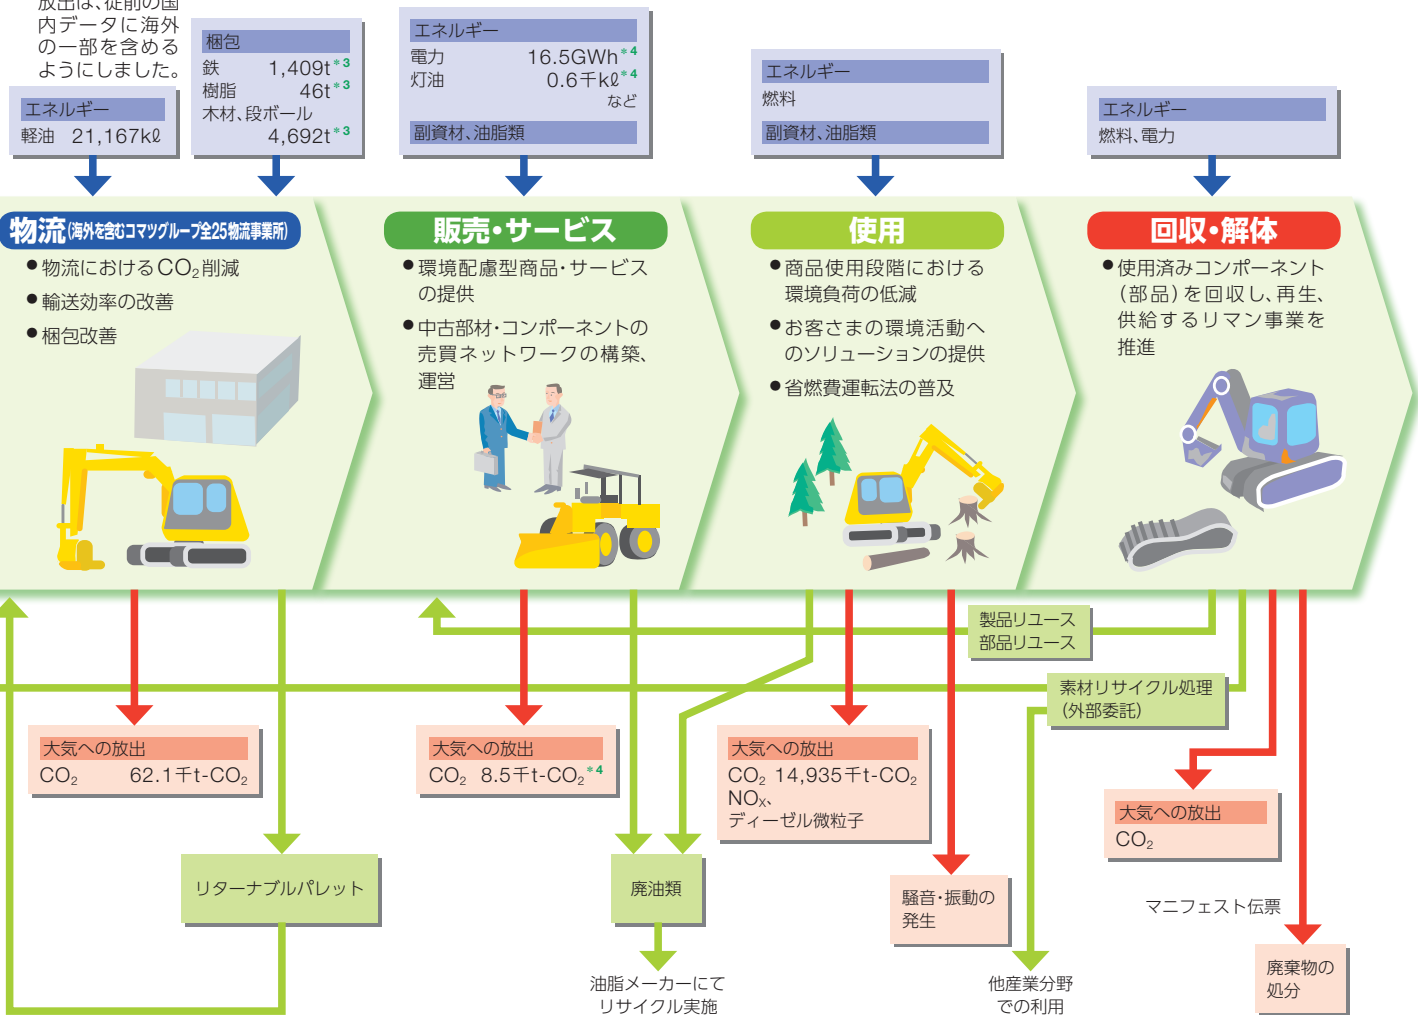 放出は、従前の国
内データに海外
の一部を含める
ようにしました。
エネルギー
軽油 21,167kℓ
梱包
鉄 1,409t*3
樹脂 46t*3
木材、段ボール
4,692t*3
エネルギー
電力 16.5GWh*4
灯油 0.6千kℓ*4
など
副資材、油脂類
エネルギー
燃料
副資材、油脂類
エネルギー
燃料、電力
物流(海外を含むコマツグループ全25物流事業所)
●物流におけるCO₂削減
●輸送効率の改善
●梱包改善
販売・サービス
●環境配慮型商品・サービス
の提供
●中古部材・コンポーネントの
売買ネットワークの構築、
運営
使用
●商品使用段階における
環境負荷の低減
●お客さまの環境活動へ
のソリューションの提供
●省燃費運転法の普及
回収・解体
●使用済みコンポーネント
(部品)を回収し、再生、
供給するリマン事業を
推進
製品リユース
部品リユース
素材リサイクル処理
(外部委託)
大気への放出
CO₂ 62.1千t-CO₂
大気への放出
CO₂ 8.5千t-CO₂*4
大気への放出
CO₂ 14,935千t-CO₂
NOx、
ディーゼル微粒子
大気への放出
CO₂
リターナブルパレット
廃油類
騒音・振動の
発生
マニフェスト伝票
廃棄物の
処分
油脂メーカーにて
リサイクル実施
他産業分野
での利用